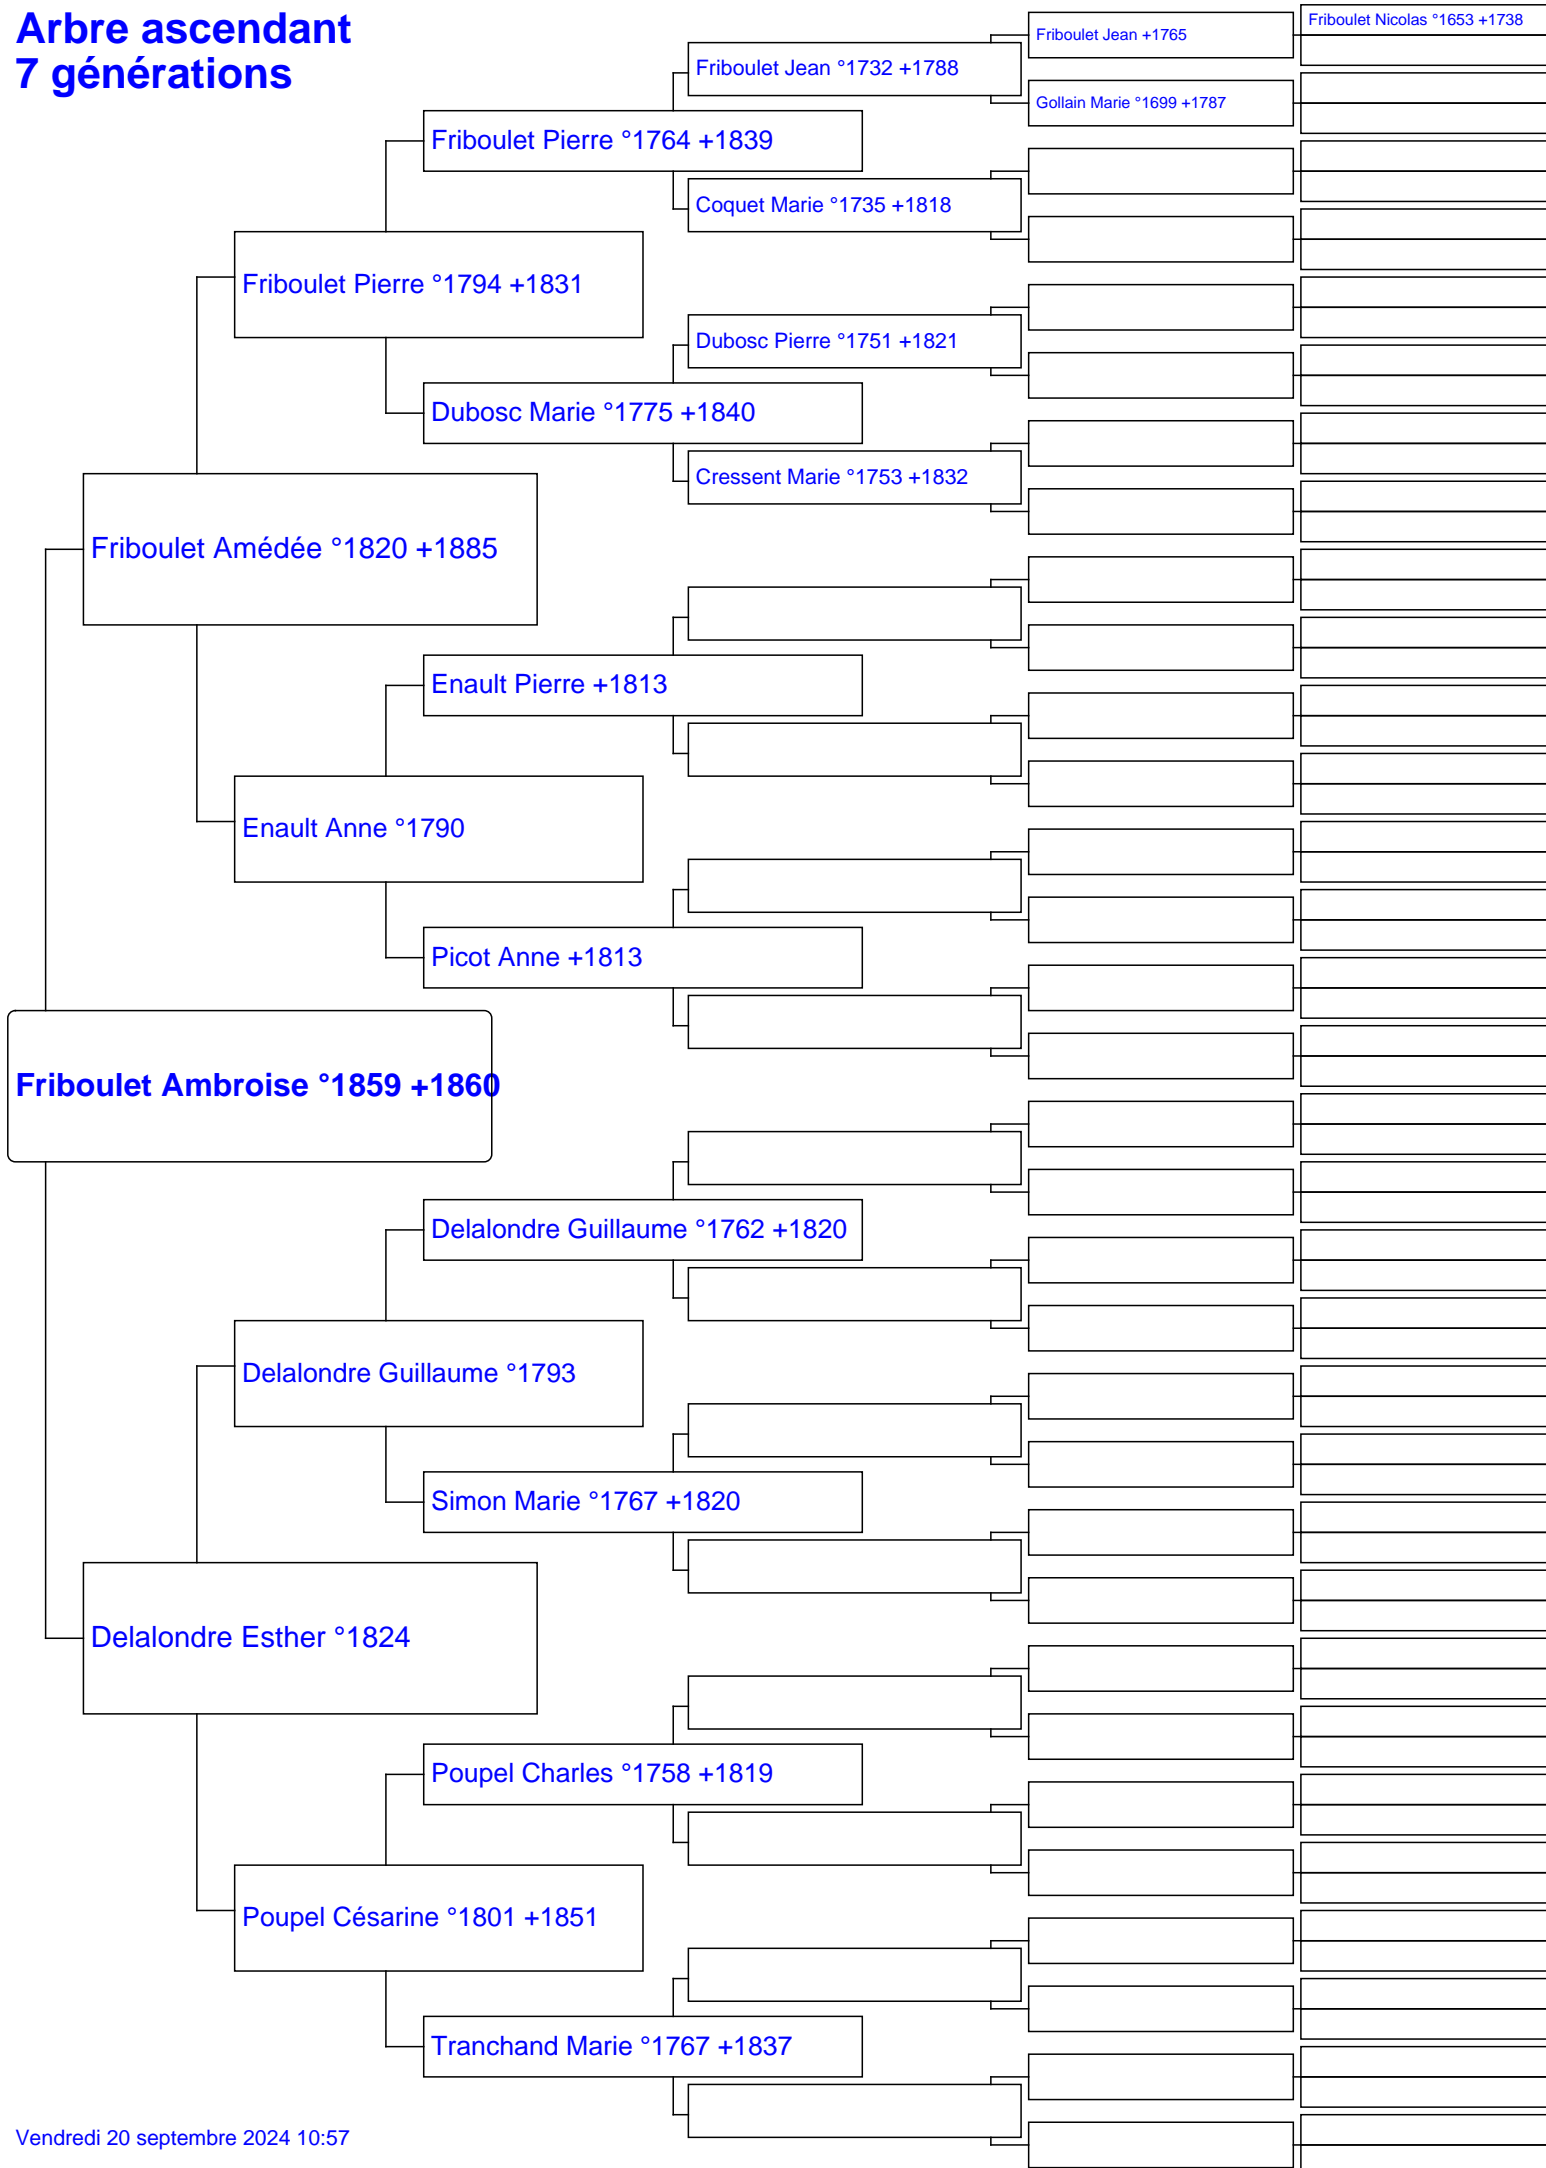 Arbre ascendant
7 générations
Friboulet Nicolas °1653 +1738
Friboulet Jean +1765
Friboulet Jean °1732 +1788
Gollain Marie °1699 +1787
Friboulet Pierre °1764 +1839
Coquet Marie °1735 +1818
Friboulet Pierre °1794 +1831
Dubosc Pierre °1751 +1821
Dubosc Marie °1775 +1840
Cressent Marie °1753 +1832
Friboulet Amédée °1820 +1885
Enault Pierre +1813
Enault Anne °1790
Picot Anne +1813
Friboulet Ambroise °1859 +1860
Delalondre Guillaume °1762 +1820
Delalondre Guillaume °1793
Simon Marie °1767 +1820
Delalondre Esther °1824
Poupel Charles °1758 +1819
Poupel Césarine °1801 +1851
Tranchand Marie °1767 +1837
Vendredi 20 septembre 2024 10:57